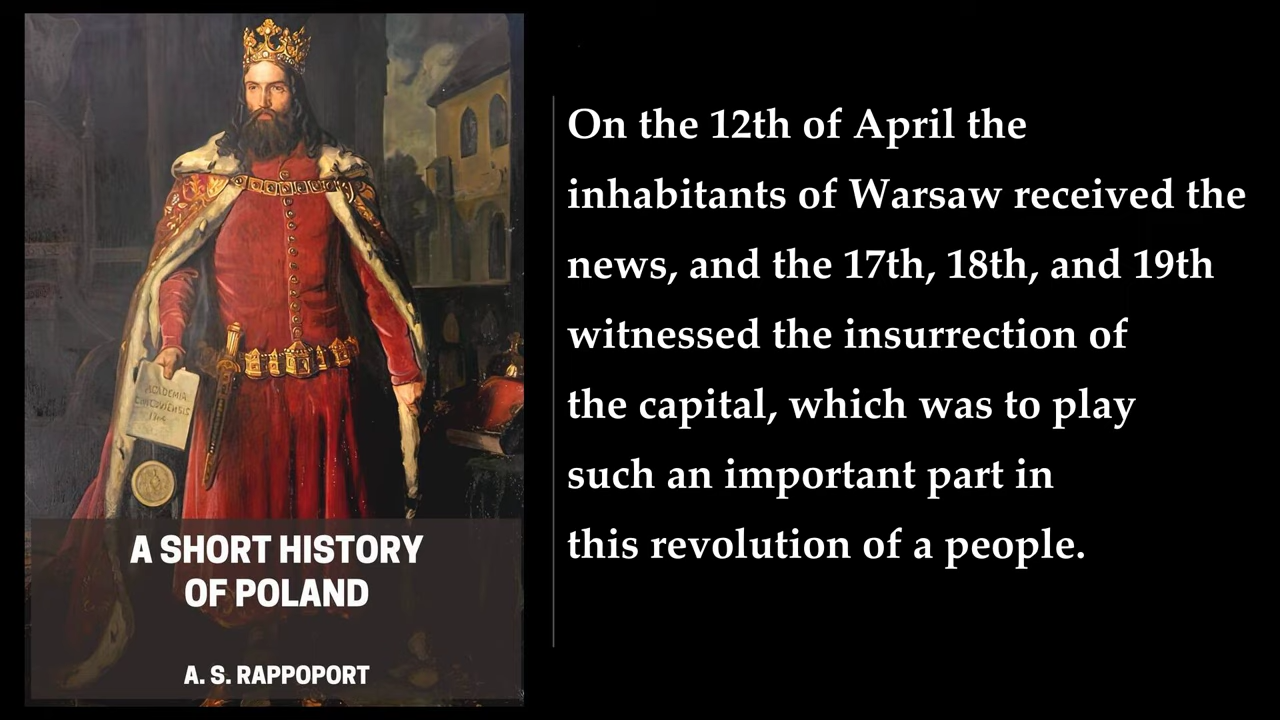 ACADEMIA
A SHORT HISTORY
OF POLAND
A. S. RAPPOPORT
On the 12th of April the
inhabitants of Warsaw received the
news, and the 17th, 18th, and 19th
witnessed the insurrection of
the capital, which was to play
such an important part in
this revolution of a people.